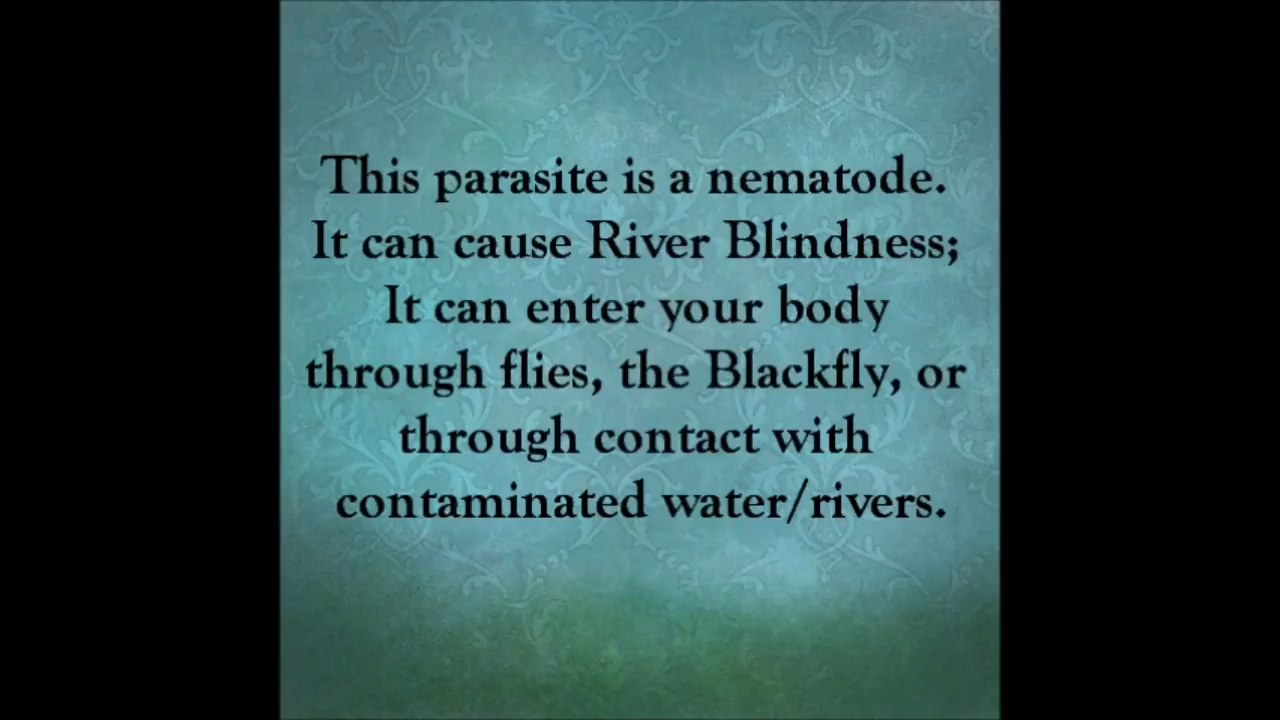 This parasite is a nematode.
It can cause River Blindness;
It can enter your body
through flies, the Blackfly, or
through contact with
contaminated water/rivers.